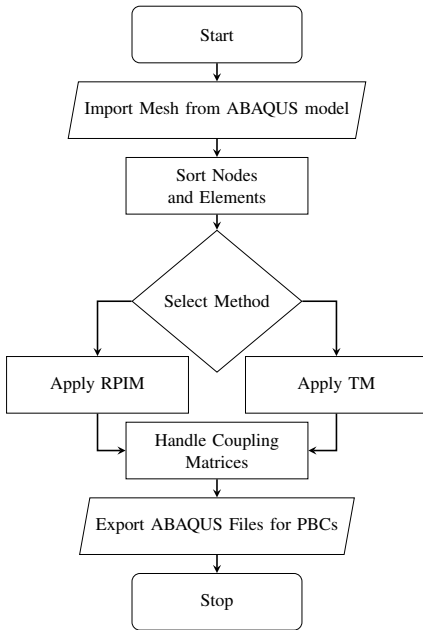 Start
Import Mesh from ABAQUS model
Sort Nodes
and Elements
Select Method
Apply RPIM
Apply TM
Handle Coupling
Matrices
Export ABAQUS Files for PBCs
Stop